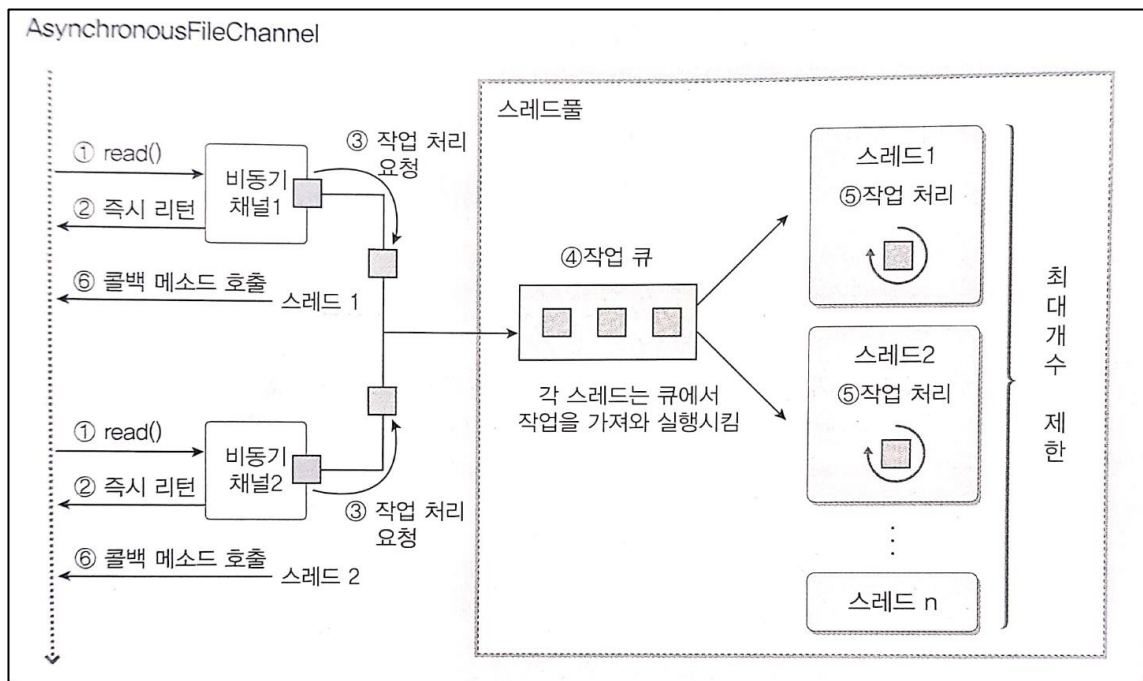 AsynchronousFileChannel
① read()
비동기
채널1
② 즉시 리턴
③ 작업 처리
요청
⑥ 콜백 메소드 호출
스레드 1
① read()
비동기
채널2
② 즉시 리턴
③ 작업 처리
요청
⑥ 콜백 메소드 호출
스레드 2
스레드풀
④작업 큐
각 스레드는 큐에서
작업을 가져와 실행시킴
스레드1
⑤작업 처리
스레드2
⑤작업 처리
스레드 n
최대개수 제한